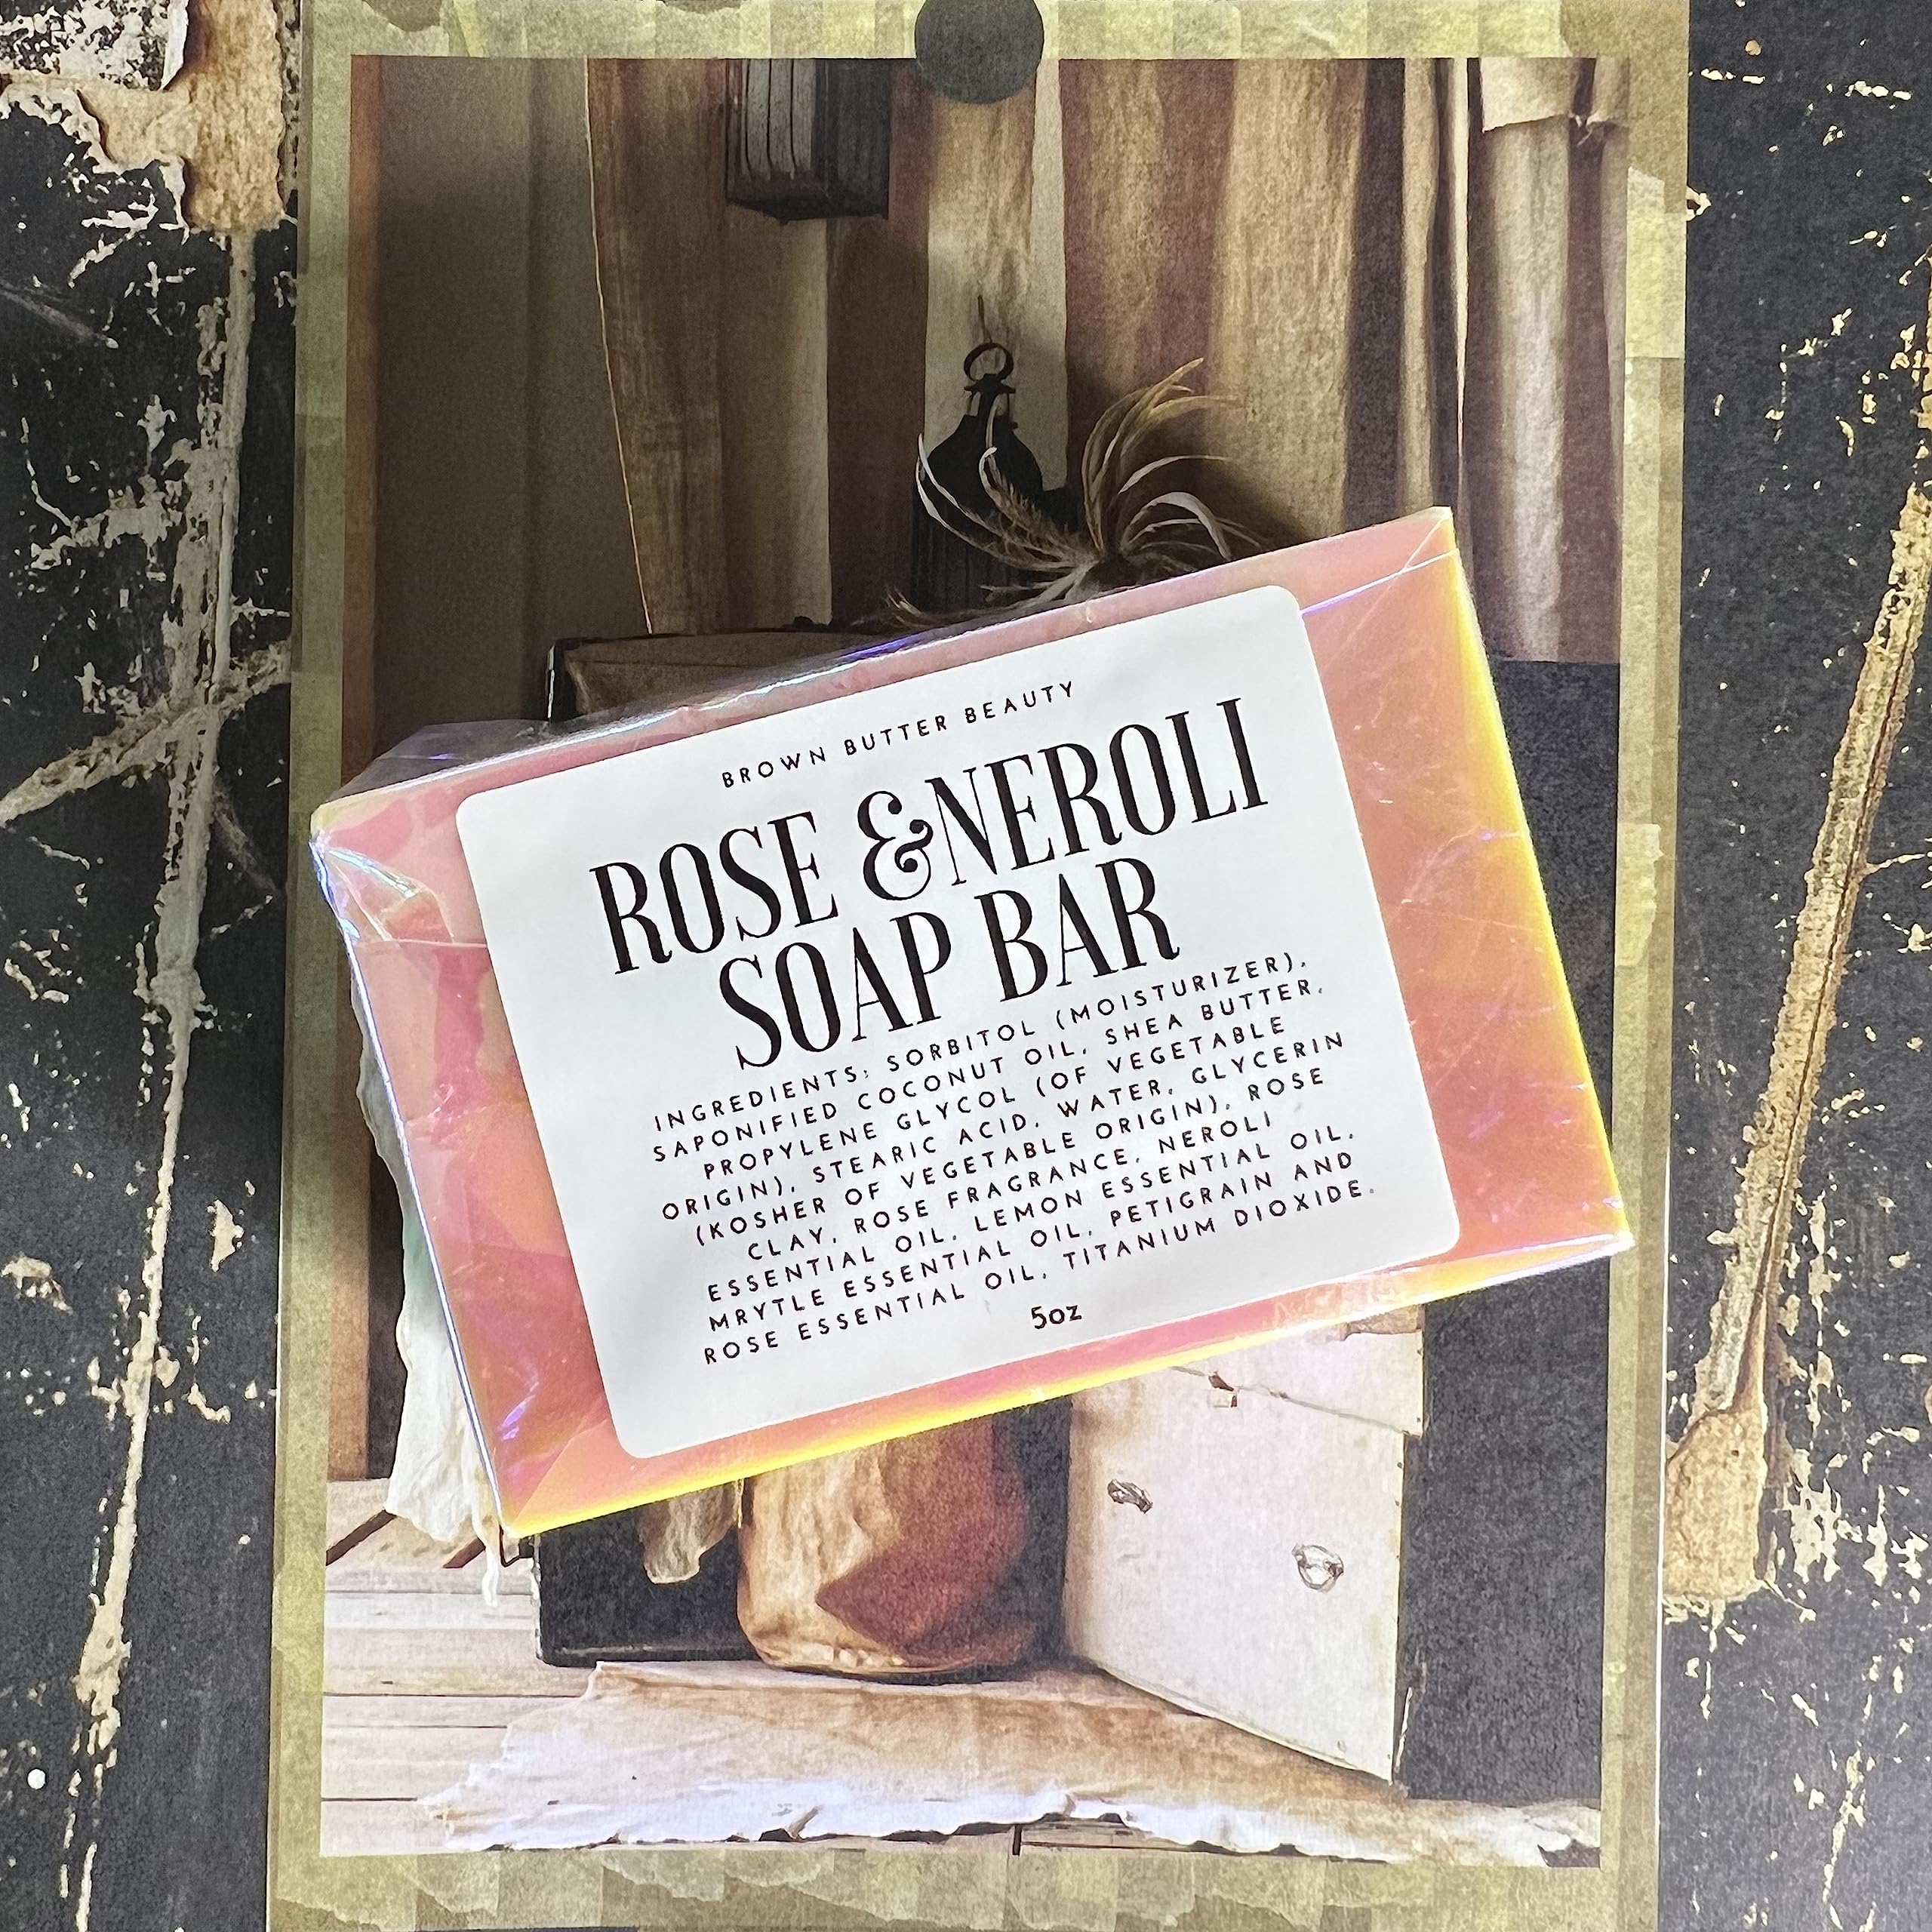 BROWN BUTTER BEAUTY
ROSE & NEROLI
SOAP BAR
INGREDIENTS: SORBITOL (MOISTURIZER),
SAPONIFIED COCONUT OIL, SHEA BUTTER,
PROPYLENE GLYCOL (OF VEGETABLE
ORIGIN), STEARIC ACID, WATER, GLYCERIN
(KOSHER OF VEGETABLE ORIGIN), ROSE
CLAY, ROSE FRAGRANCE, NEROLI
ESSENTIAL OIL, LEMON ESSENTIAL OIL,
MRYTLE ESSENTIAL OIL, PETIGRAIN AND
ROSE ESSENTIAL OIL, TITANIUM DIOXIDE.
5oz